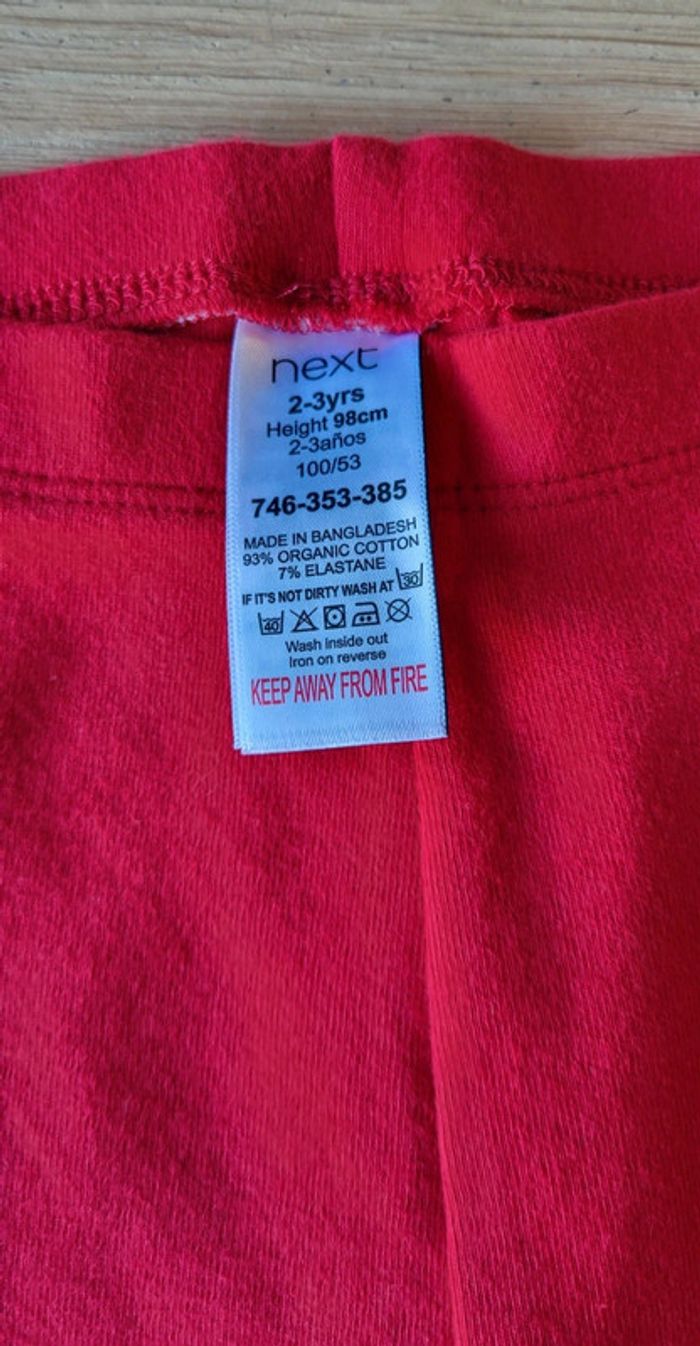 next
2-3yrs
Height 98cm
2-3años
100/53
746-353-385
MADE IN BANGLADESH
93% ORGANIC COTTON
7% ELASTANE
IF IT'S NOT DIRTY WASH AT 30
40
Wash inside out
Iron on reverse
KEEP AWAY FROM FIRE